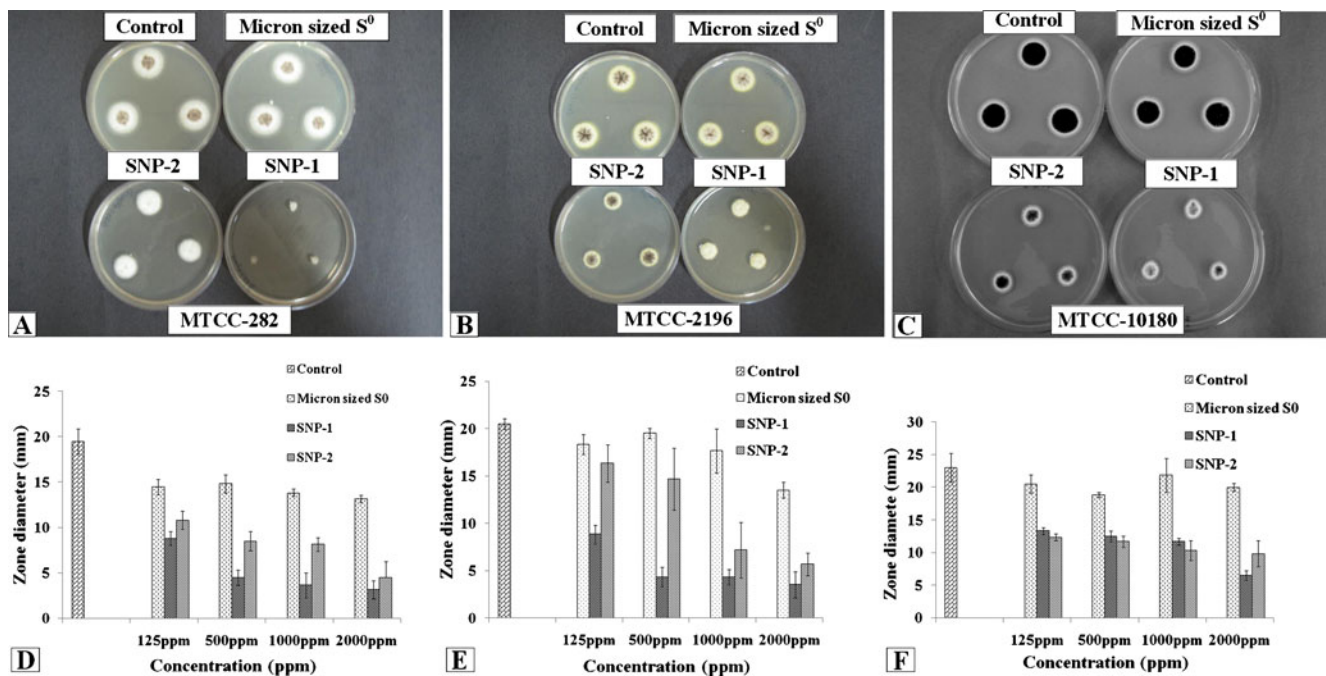 Control
Micron sized S⁰
SNP-2
SNP-1
MTCC-282
A
Control
Micron sized S⁰
SNP-2
SNP-1
MTCC-2196
B
Control
Micron sized S⁰
SNP-2
SNP-1
MTCC-10180
C
Control
Micron sized S0
SNP-1
SNP-2
Zone diameter (mm)
25
20
15
10
5
0
125ppm 500ppm 1000ppm 2000ppm
Concentration (ppm)
D
Control
Micron sized S0
SNP-1
SNP-2
Zone diameter (mm)
25
20
15
10
5
0
125ppm 500ppm 1000ppm 2000ppm
Concentration (ppm)
E
Control
Micron sized S0
SNP-1
SNP-2
Zone diamete (mm)
30
25
20
15
10
5
0
125ppm 500ppm 1000ppm 2000ppm
Concentration (ppm)
F